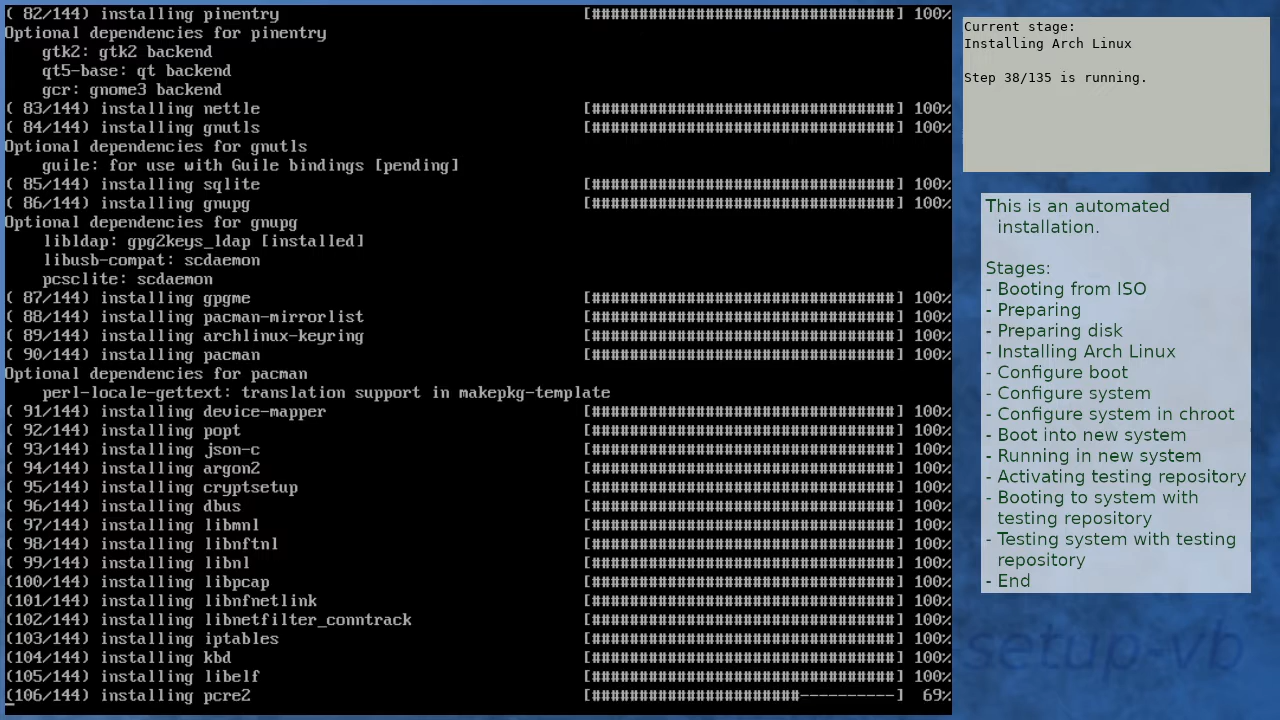 ( 82/144) installing pinentry [################################] 100%
Optional dependencies for pinentry
gtk2: gtk2 backend
qt5-base: qt backend
gcr: gnome3 backend
( 83/144) installing nettle [################################] 100%
( 84/144) installing gnutls [################################] 100%
Optional dependencies for gnutls
guile: for use with Guile bindings [pending]
( 85/144) installing sqlite [################################] 100%
( 86/144) installing gnupg [################################] 100%
Optional dependencies for gnupg
libldap: gpg2keys_ldap [installed]
libusb-compat: scdaemon
pcsclite: scdaemon
( 87/144) installing gpgme [################################] 100%
( 88/144) installing pacman-mirrorlist [################################] 100%
( 89/144) installing archlinux-keyring [################################] 100%
( 90/144) installing pacman [################################] 100%
Optional dependencies for pacman
perl-locale-gettext: translation support in makepkg-template
( 91/144) installing device-mapper [################################] 100%
( 92/144) installing popt [################################] 100%
( 93/144) installing json-c [################################] 100%
( 94/144) installing argon2 [################################] 100%
( 95/144) installing cryptsetup [################################] 100%
( 96/144) installing dbus [################################] 100%
( 97/144) installing libmnl [################################] 100%
( 98/144) installing libnftnl [################################] 100%
( 99/144) installing libnl [################################] 100%
(100/144) installing libpcap [################################] 100%
(101/144) installing libnfnetlink [################################] 100%
(102/144) installing libnetfilter_conntrack [################################] 100%
(103/144) installing iptables [################################] 100%
(104/144) installing kbd [################################] 100%
(105/144) installing libelf [################################] 100%
(106/144) installing pcre2 [######################----------] 69%
Current stage:
Installing Arch Linux
Step 38/135 is running.
This is an automated
installation.
Stages:
- Booting from ISO
- Preparing
- Preparing disk
- Installing Arch Linux
- Configure boot
- Configure system
- Configure system in chroot
- Boot into new system
- Running in new system
- Activating testing repository
- Booting to system with
testing repository
- Testing system with testing
repository
- End
setup-vb